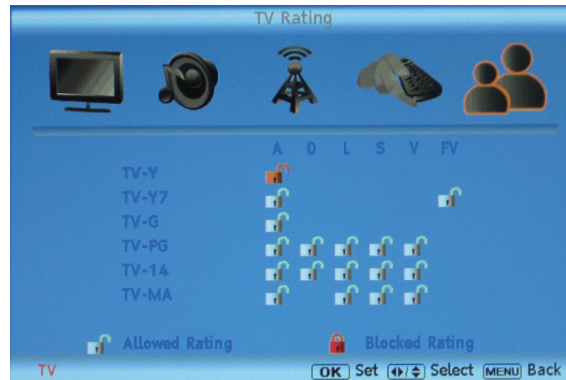 TV Rating
A D L S V FV
TV-Y
TV-Y7
TV-G
TV-PG
TV-14
TV-MA
Allowed Rating Blocked Rating
TV OK Set Select MENU Back